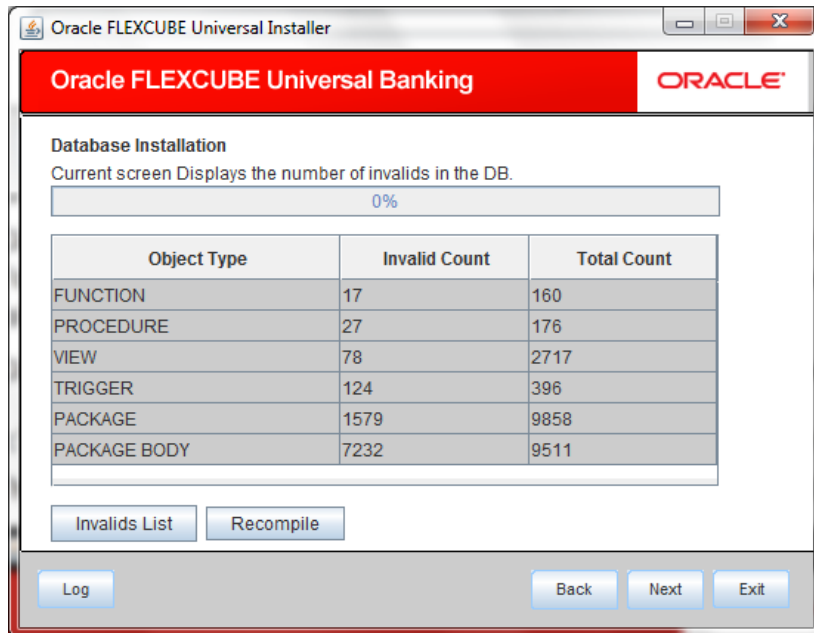 Oracle FLEXCUBE Universal Installer
Oracle FLEXCUBE Universal Banking
ORACLE
Database Installation
Current screen Displays the number of invalids in the DB.
0%
Object Type Invalid Count Total Count
FUNCTION 17 160
PROCEDURE 27 176
VIEW 78 2717
TRIGGER 124 396
PACKAGE 1579 9858
PACKAGE BODY 7232 9511
Invalids List Recompile
Log Back Next Exit